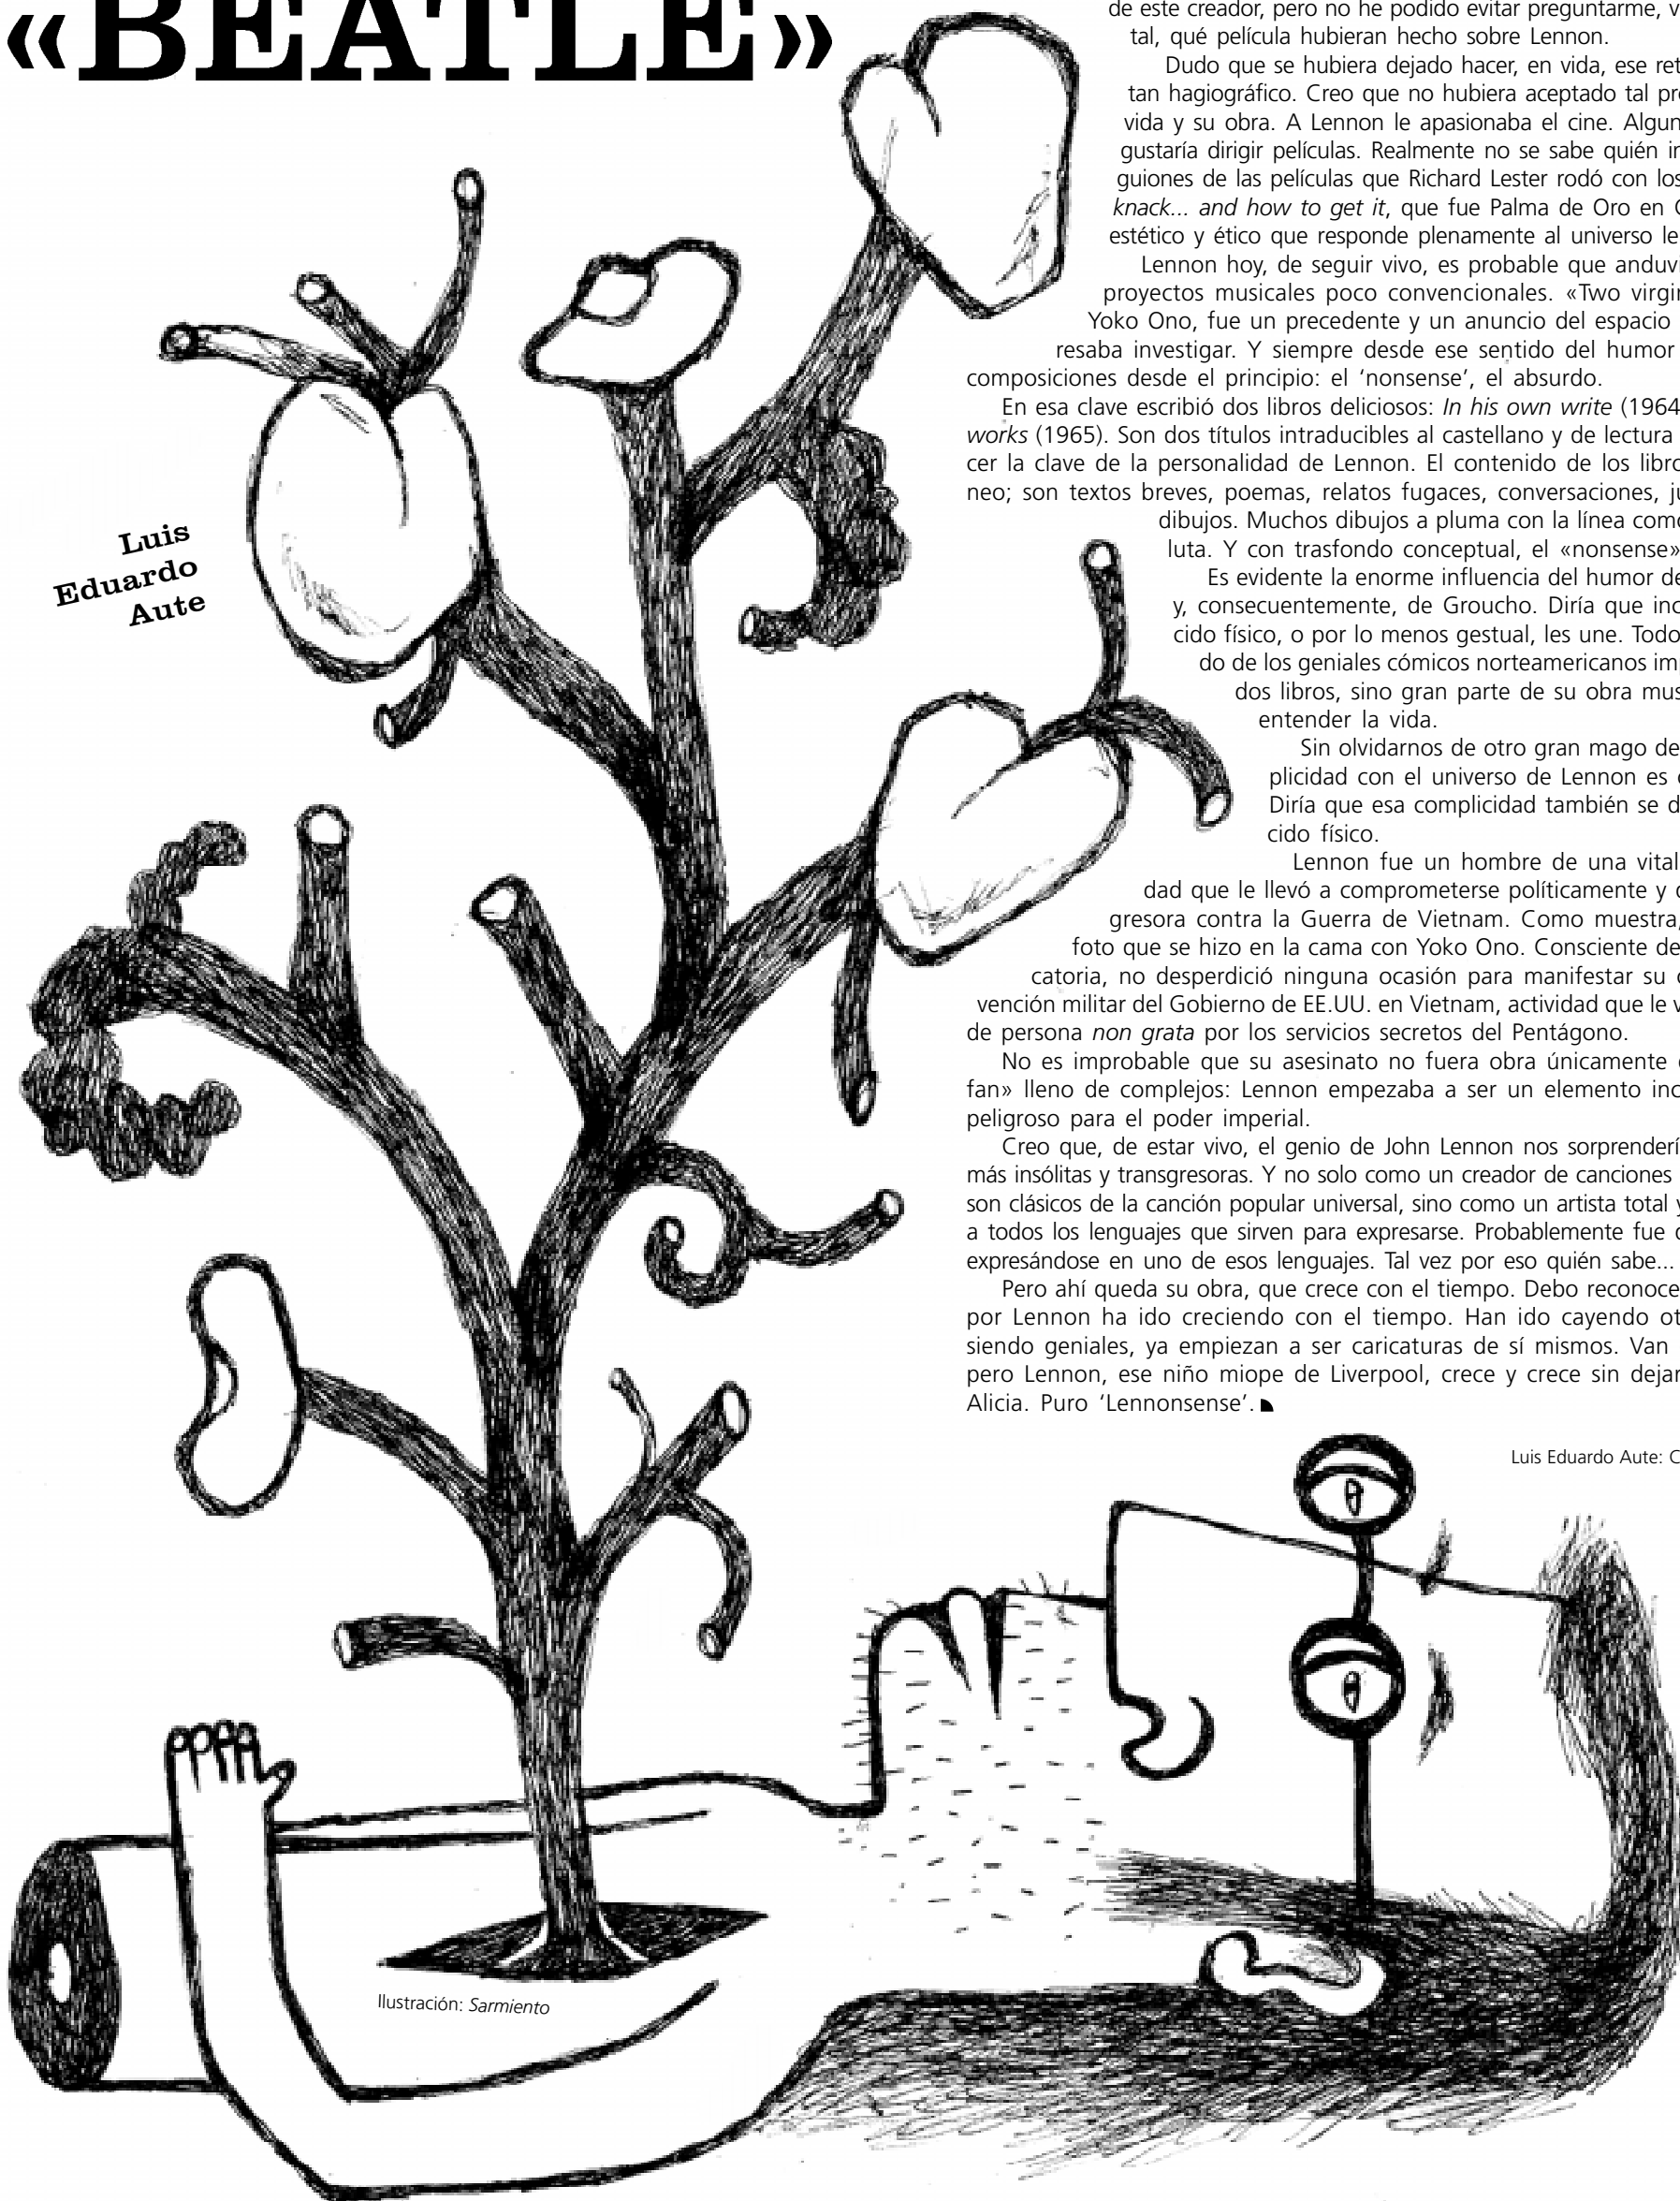 «BEATLE»
Luis
Eduardo
Aute
de este creador, pero no he podido evitar preguntarme, v
tal, qué película hubieran hecho sobre Lennon.
Dudo que se hubiera dejado hacer, en vida, ese ret
tan hagiográfico. Creo que no hubiera aceptado tal pr
vida y su obra. A Lennon le apasionaba el cine. Algun
gustaría dirigir películas. Realmente no se sabe quién in
guiones de las películas que Richard Lester rodó con los
knack... and how to get it, que fue Palma de Oro en
estético y ético que responde plenamente al universo le
Lennon hoy, de seguir vivo, es probable que anduvi
proyectos musicales poco convencionales. «Two virgin
Yoko Ono, fue un precedente y un anuncio del espacio
resaba investigar. Y siempre desde ese sentido del humor
composiciones desde el principio: el ‘nonsense’, el absurdo.
En esa clave escribió dos libros deliciosos: In his own write (1964
works (1965). Son dos títulos intraducibles al castellano y de lectura
cer la clave de la personalidad de Lennon. El contenido de los libro
neo; son textos breves, poemas, relatos fugaces, conversaciones, ju
dibujos. Muchos dibujos a pluma con la línea como
luta. Y con trasfondo conceptual, el «nonsense»
Es evidente la enorme influencia del humor de
y, consecuentemente, de Groucho. Diría que inc
cido físico, o por lo menos gestual, les une. Todo
do de los geniales cómicos norteamericanos im
dos libros, sino gran parte de su obra mus
entender la vida.
Sin olvidarnos de otro gran mago de
plicidad con el universo de Lennon es
Diría que esa complicidad también se d
cido físico.
Lennon fue un hombre de una vital
dad que le llevó a comprometerse políticamente y
gresora contra la Guerra de Vietnam. Como muestra,
foto que se hizo en la cama con Yoko Ono. Consciente de
catoria, no desperdició ninguna ocasión para manifestar su
vención militar del Gobierno de EE.UU. en Vietnam, actividad que le v
de persona non grata por los servicios secretos del Pentágono.
No es improbable que su asesinato no fuera obra únicamente
fan» lleno de complejos: Lennon empezaba a ser un elemento inc
peligroso para el poder imperial.
Creo que, de estar vivo, el genio de John Lennon nos sorprenderí
más insólitas y transgresoras. Y no solo como un creador de canciones
son clásicos de la canción popular universal, sino como un artista total y
a todos los lenguajes que sirven para expresarse. Probablemente fue
expresándose en uno de esos lenguajes. Tal vez por eso quién sabe...
Pero ahí queda su obra, que crece con el tiempo. Debo reconoce
por Lennon ha ido creciendo con el tiempo. Han ido cayendo ot
siendo geniales, ya empiezan a ser caricaturas de sí mismos. Van
pero Lennon, ese niño miope de Liverpool, crece y crece sin dejar
Alicia. Puro ‘Lennonsense’.
Luis Eduardo Aute: C
Ilustración: Sarmiento